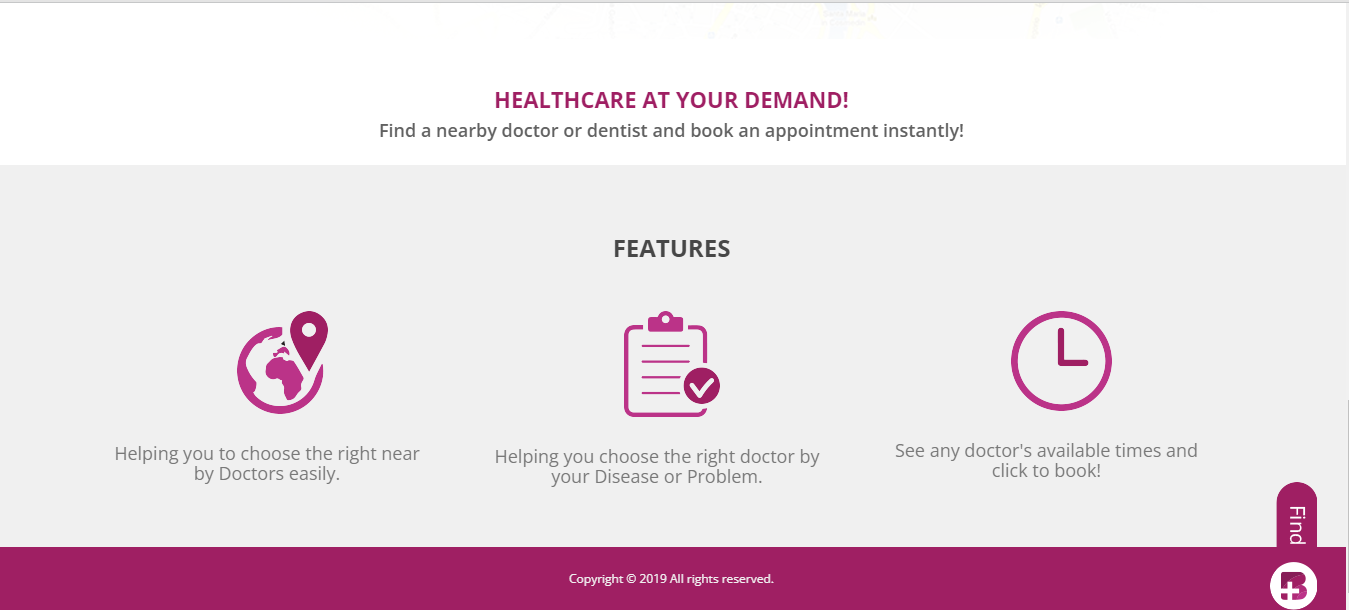 HEALTHCARE AT YOUR DEMAND!
Find a nearby doctor or dentist and book an appointment instantly!
FEATURES
Helping you to choose the right near
by Doctors easily.
Helping you choose the right doctor by
your Disease or Problem.
See any doctor's available times and
click to book!
Find
Copyright © 2019 All rights reserved.
B